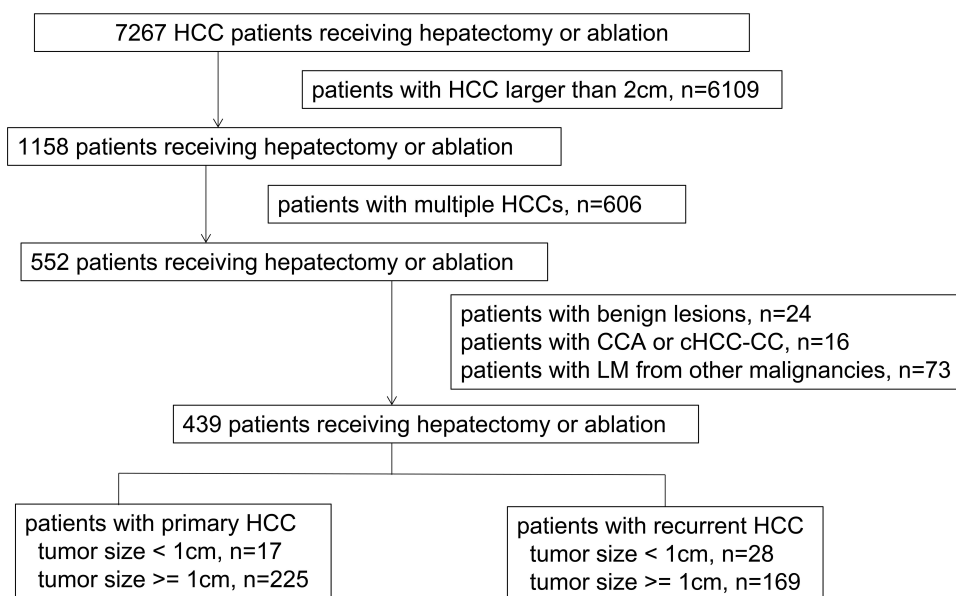 7267 HCC patients receiving hepatectomy or ablation
patients with HCC larger than 2cm, n=6109
1158 patients receiving hepatectomy or ablation
patients with multiple HCCs, n=606
552 patients receiving hepatectomy or ablation
patients with benign lesions, n=24
patients with CCA or cHCC-CC, n=16
patients with LM from other malignancies, n=73
439 patients receiving hepatectomy or ablation
patients with primary HCC
tumor size < 1cm, n=17
tumor size >= 1cm, n=225
patients with recurrent HCC
tumor size < 1cm, n=28
tumor size >= 1cm, n=169